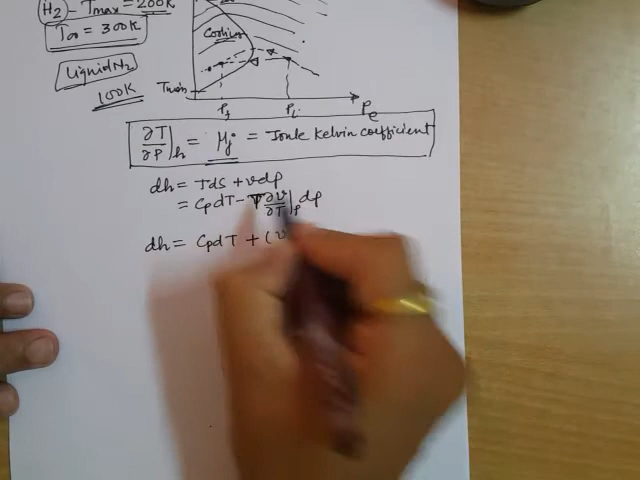 H₂ - Tmax = 200K
T∞ = 300K
Liquid N₂
100K
Cooling
Tmin
Pf Pi Pe
∂T/∂P|h = μj = Joule Kelvin coefficient
dh = Tds + vdp
= CpdT - T ∂v/∂T|p dp
dh = CpdT + (v